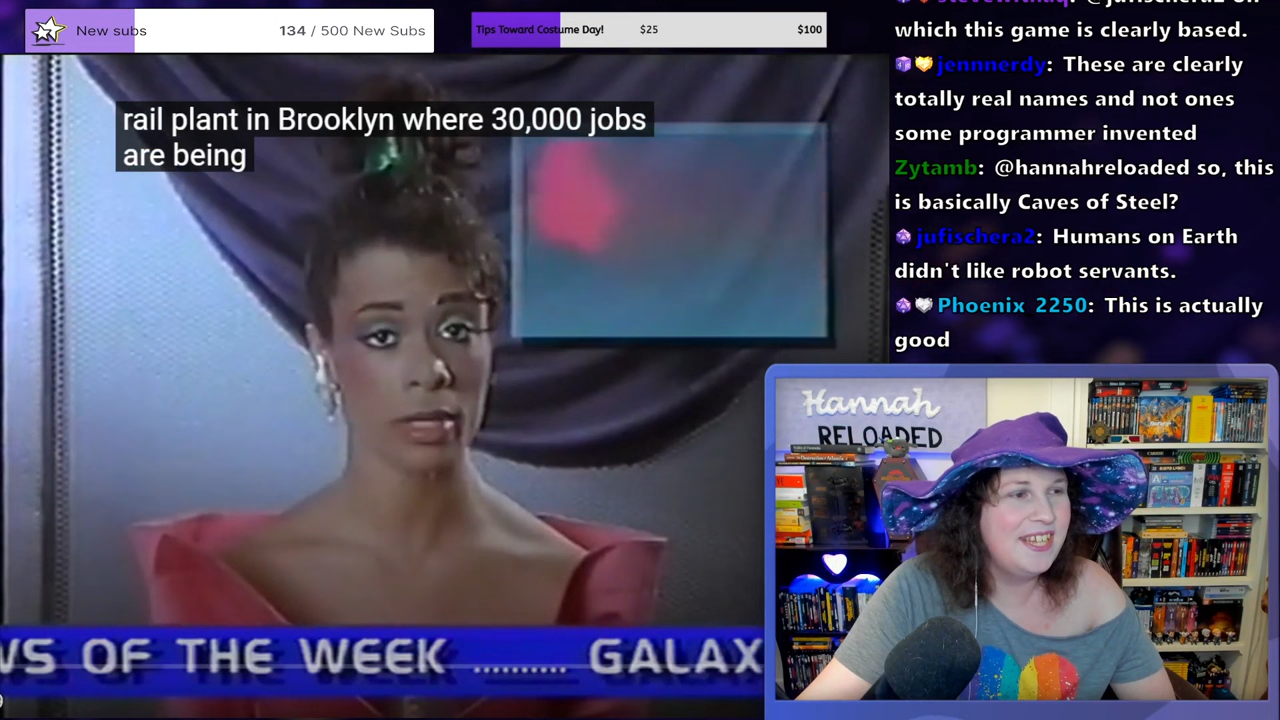 New subs
134 / 500 New Subs
Tips Toward Costume Day!
$25
$100
rail plant in Brooklyn where 30,000 jobs
are being
WS OF THE WEEK .......... GALAX
which this game is clearly based.
jennnerdy: These are clearly
totally real names and not ones
some programmer invented
Zytamb: @hannahreloaded so, this
is basically Caves of Steel?
jufischera2: Humans on Earth
didn't like robot servants.
Phoenix_2250: This is actually
good
Hannah
RELOADED